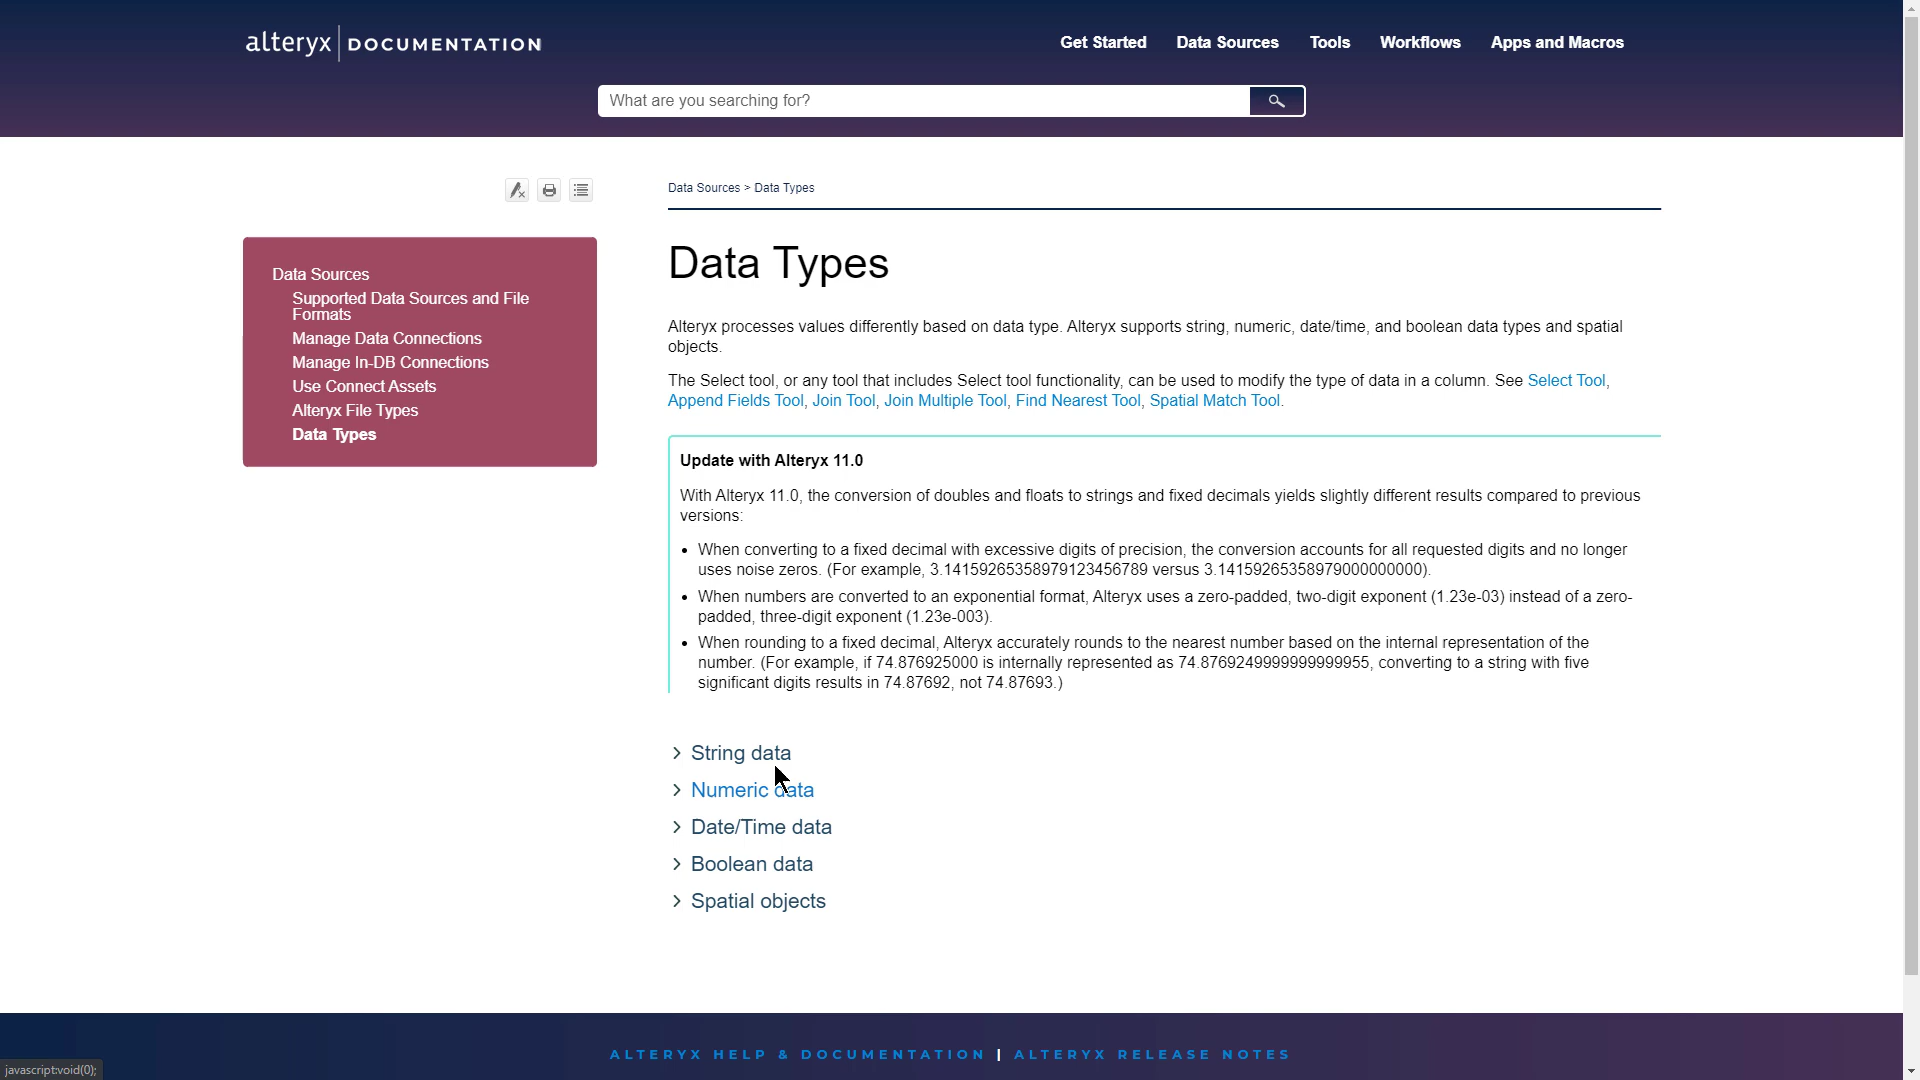 alteryx | DOCUMENTATION
Get Started Data Sources Tools Workflows Apps and Macros
What are you searching for?
Data Sources > Data Types
Data Sources
Supported Data Sources and File
Formats
Manage Data Connections
Manage In-DB Connections
Use Connect Assets
Alteryx File Types
Data Types
Data Types
Alteryx processes values differently based on data type. Alteryx supports string, numeric, date/time, and boolean data types and spatial
objects.
The Select tool, or any tool that includes Select tool functionality, can be used to modify the type of data in a column. See Select Tool,
Append Fields Tool, Join Tool, Join Multiple Tool, Find Nearest Tool, Spatial Match Tool.
Update with Alteryx 11.0
With Alteryx 11.0, the conversion of doubles and floats to strings and fixed decimals yields slightly different results compared to previous
versions:
• When converting to a fixed decimal with excessive digits of precision, the conversion accounts for all requested digits and no longer
uses noise zeros. (For example, 3.14159265358979123456789 versus 3.14159265358979000000000).
• When numbers are converted to an exponential format, Alteryx uses a zero-padded, two-digit exponent (1.23e-03) instead of a zero-
padded, three-digit exponent (1.23e-003).
• When rounding to a fixed decimal, Alteryx accurately rounds to the nearest number based on the internal representation of the
number. (For example, if 74.876925000 is internally represented as 74.8769249999999999955, converting to a string with five
significant digits results in 74.87692, not 74.87693.)
String data
Numeric data
Date/Time data
Boolean data
Spatial objects
ALTERYX HELP & DOCUMENTATION | ALTERYX RELEASE NOTES
javascript:void(0);